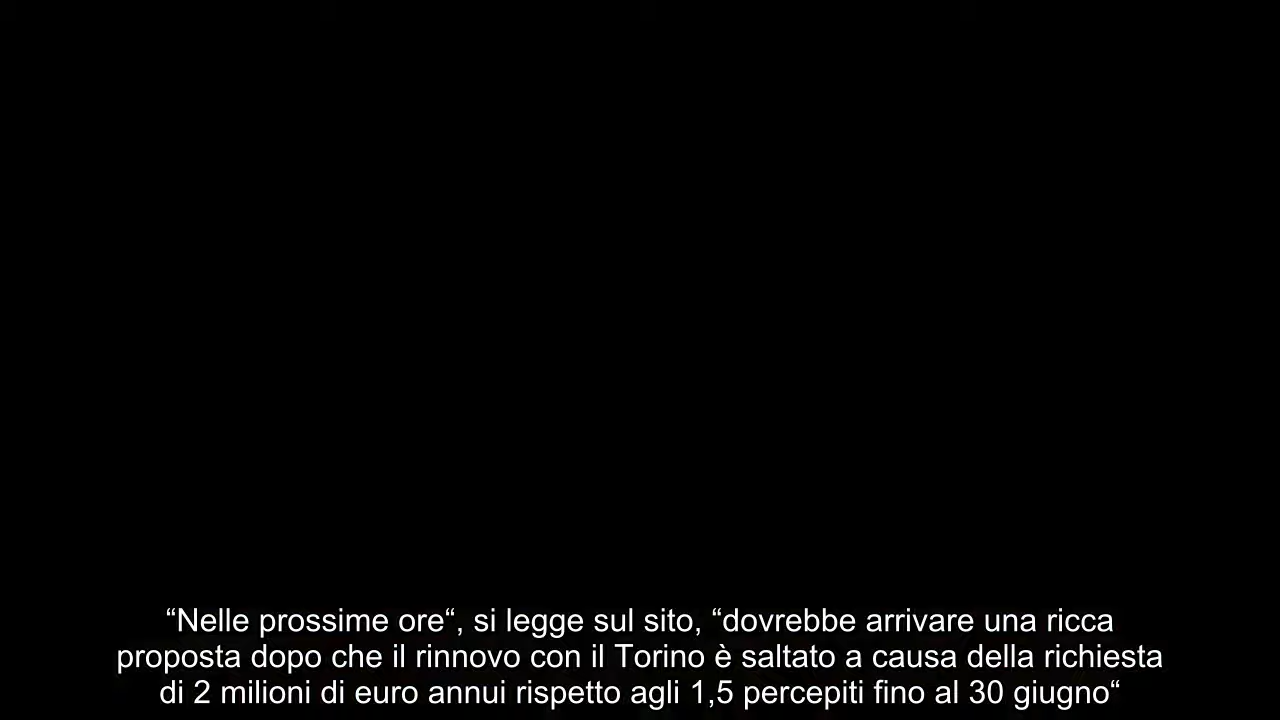 “Nelle prossime ore“, si legge sul sito, “dovrebbe arrivare una ricca
proposta dopo che il rinnovo con il Torino è saltato a causa della richiesta
di 2 milioni di euro annui rispetto agli 1,5 percepiti fino al 30 giugno“